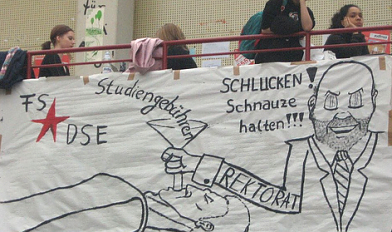 FS
DSE
Studiengebühren
SCHLUCKEN!
Schnauze
halten!!!
REKTORAT